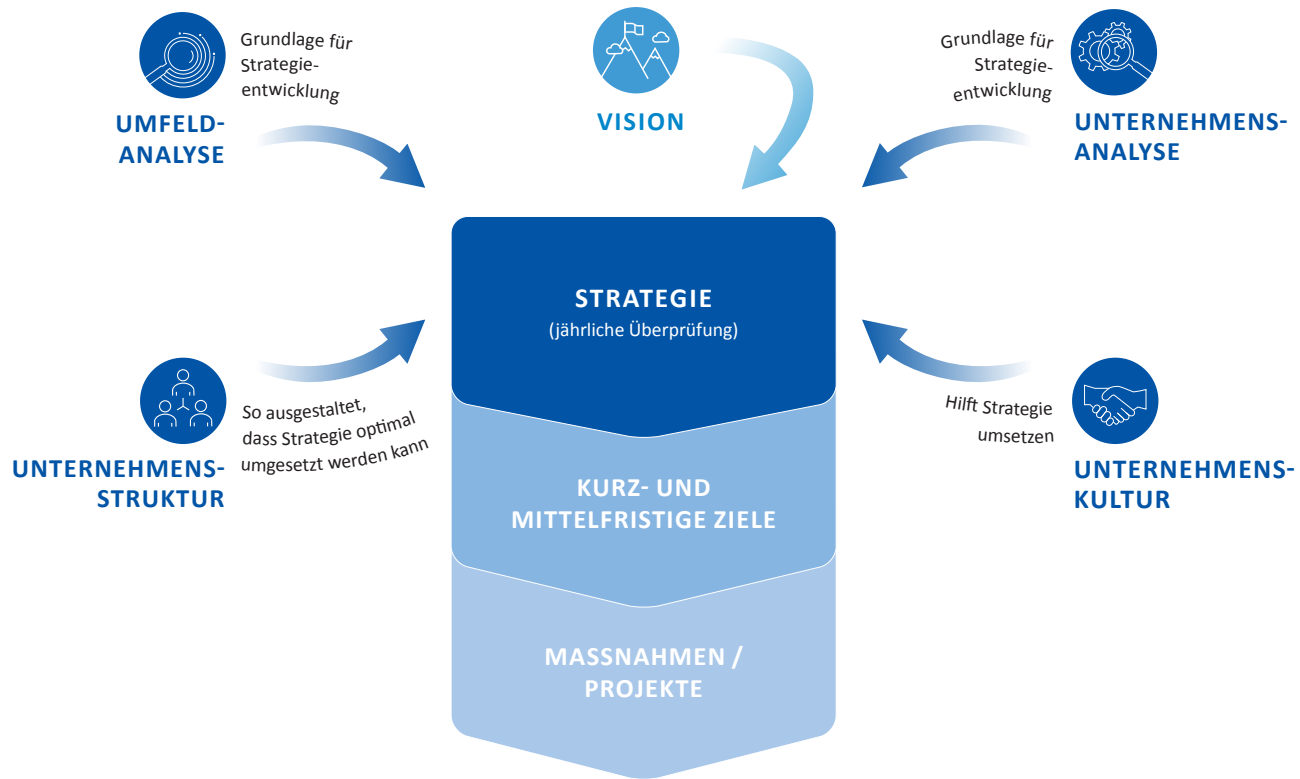 Grundlage für
Strategie-
entwicklung
UMFELD-
ANALYSE
VISION
Grundlage für
Strategie-
entwicklung
UNTERNEHMENS-
ANALYSE
STRATEGIE
(jährliche Überprüfung)
So ausgestaltet,
dass Strategie optimal
umgesetzt werden kann
UNTERNEHMENS-
STRUKTUR
Hilft Strategie
umsetzen
UNTERNEHMENS-
KULTUR
KURZ- UND
MITTELFRISTIGE ZIELE
MASSNAHMEN /
PROJEKTE